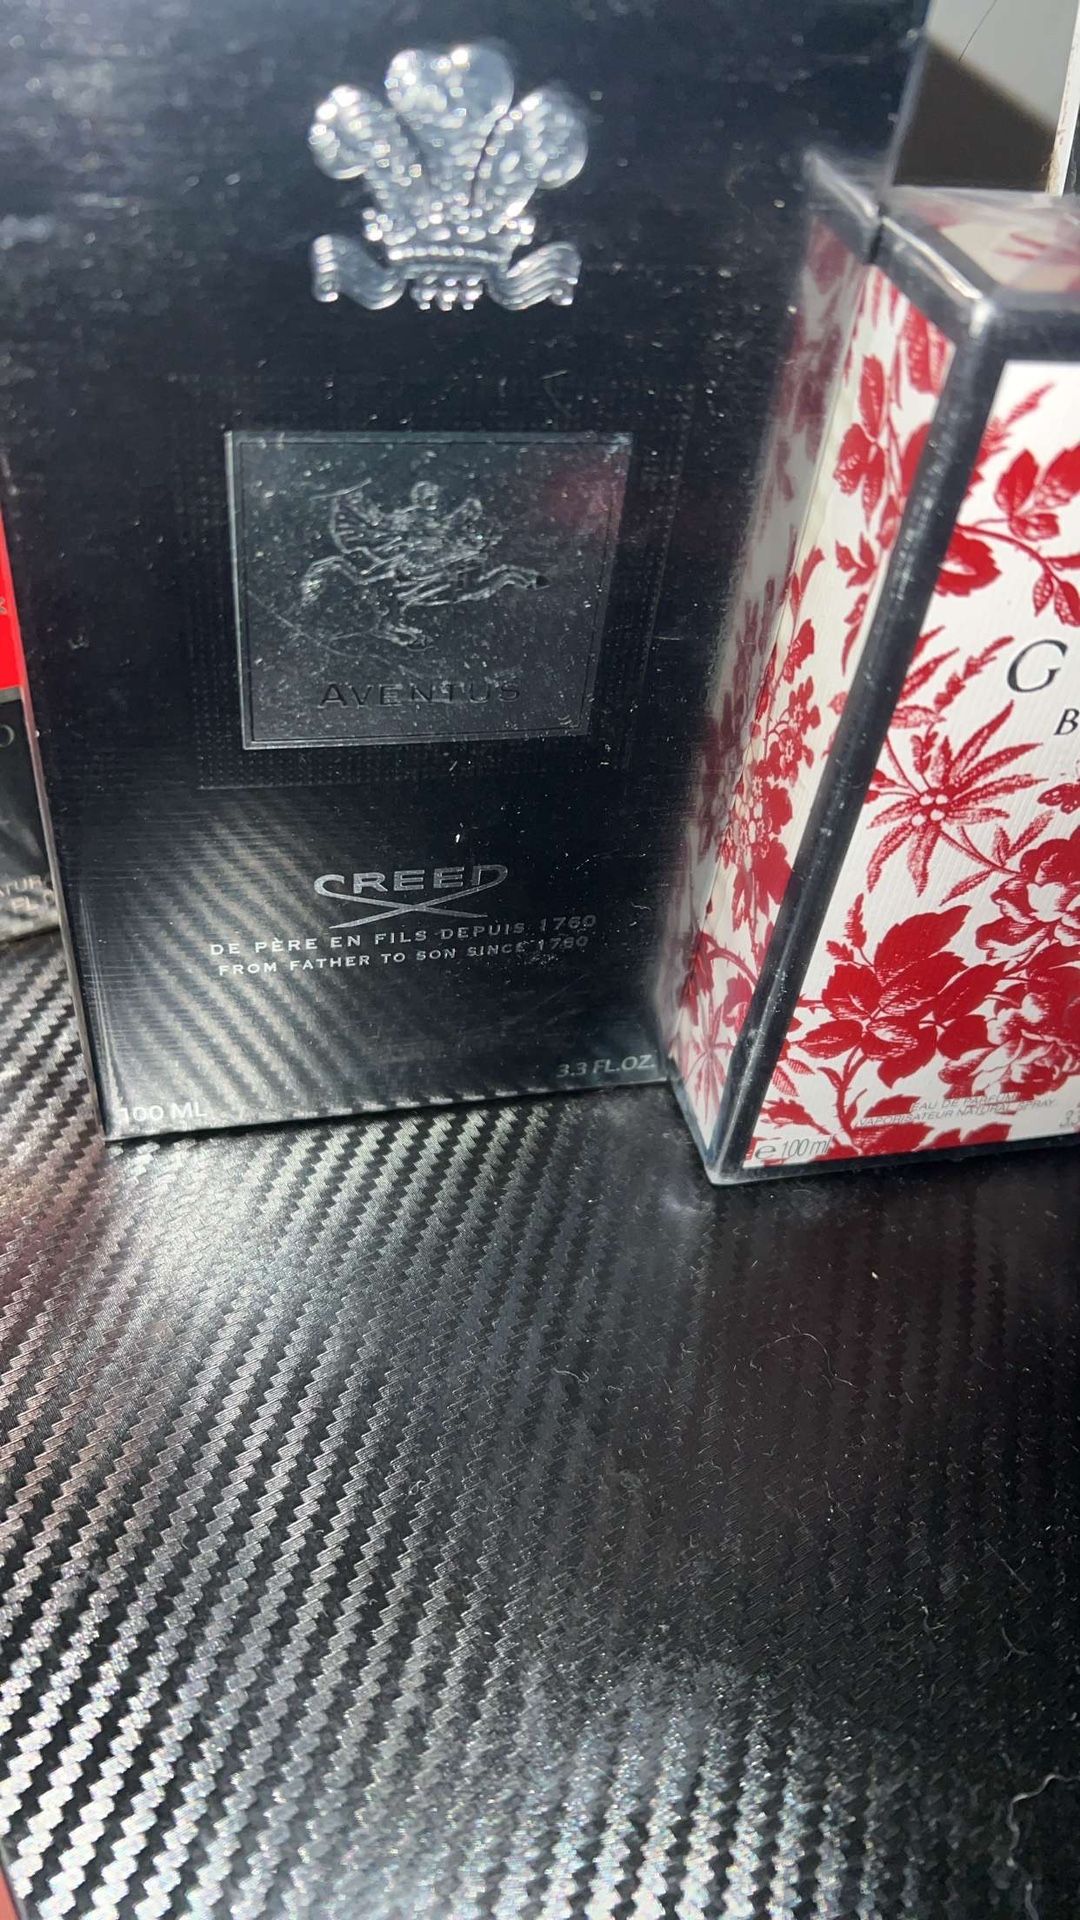 AVENTUS
CREED
DE PÈRE EN FILS DEPUIS 1760
FROM FATHER TO SON SINCE 1760
100 ML
3.3 FL.OZ
G
B
EAU DE PARFUM
VAPORISATEUR NATURAL SPRAY
e 100 ml